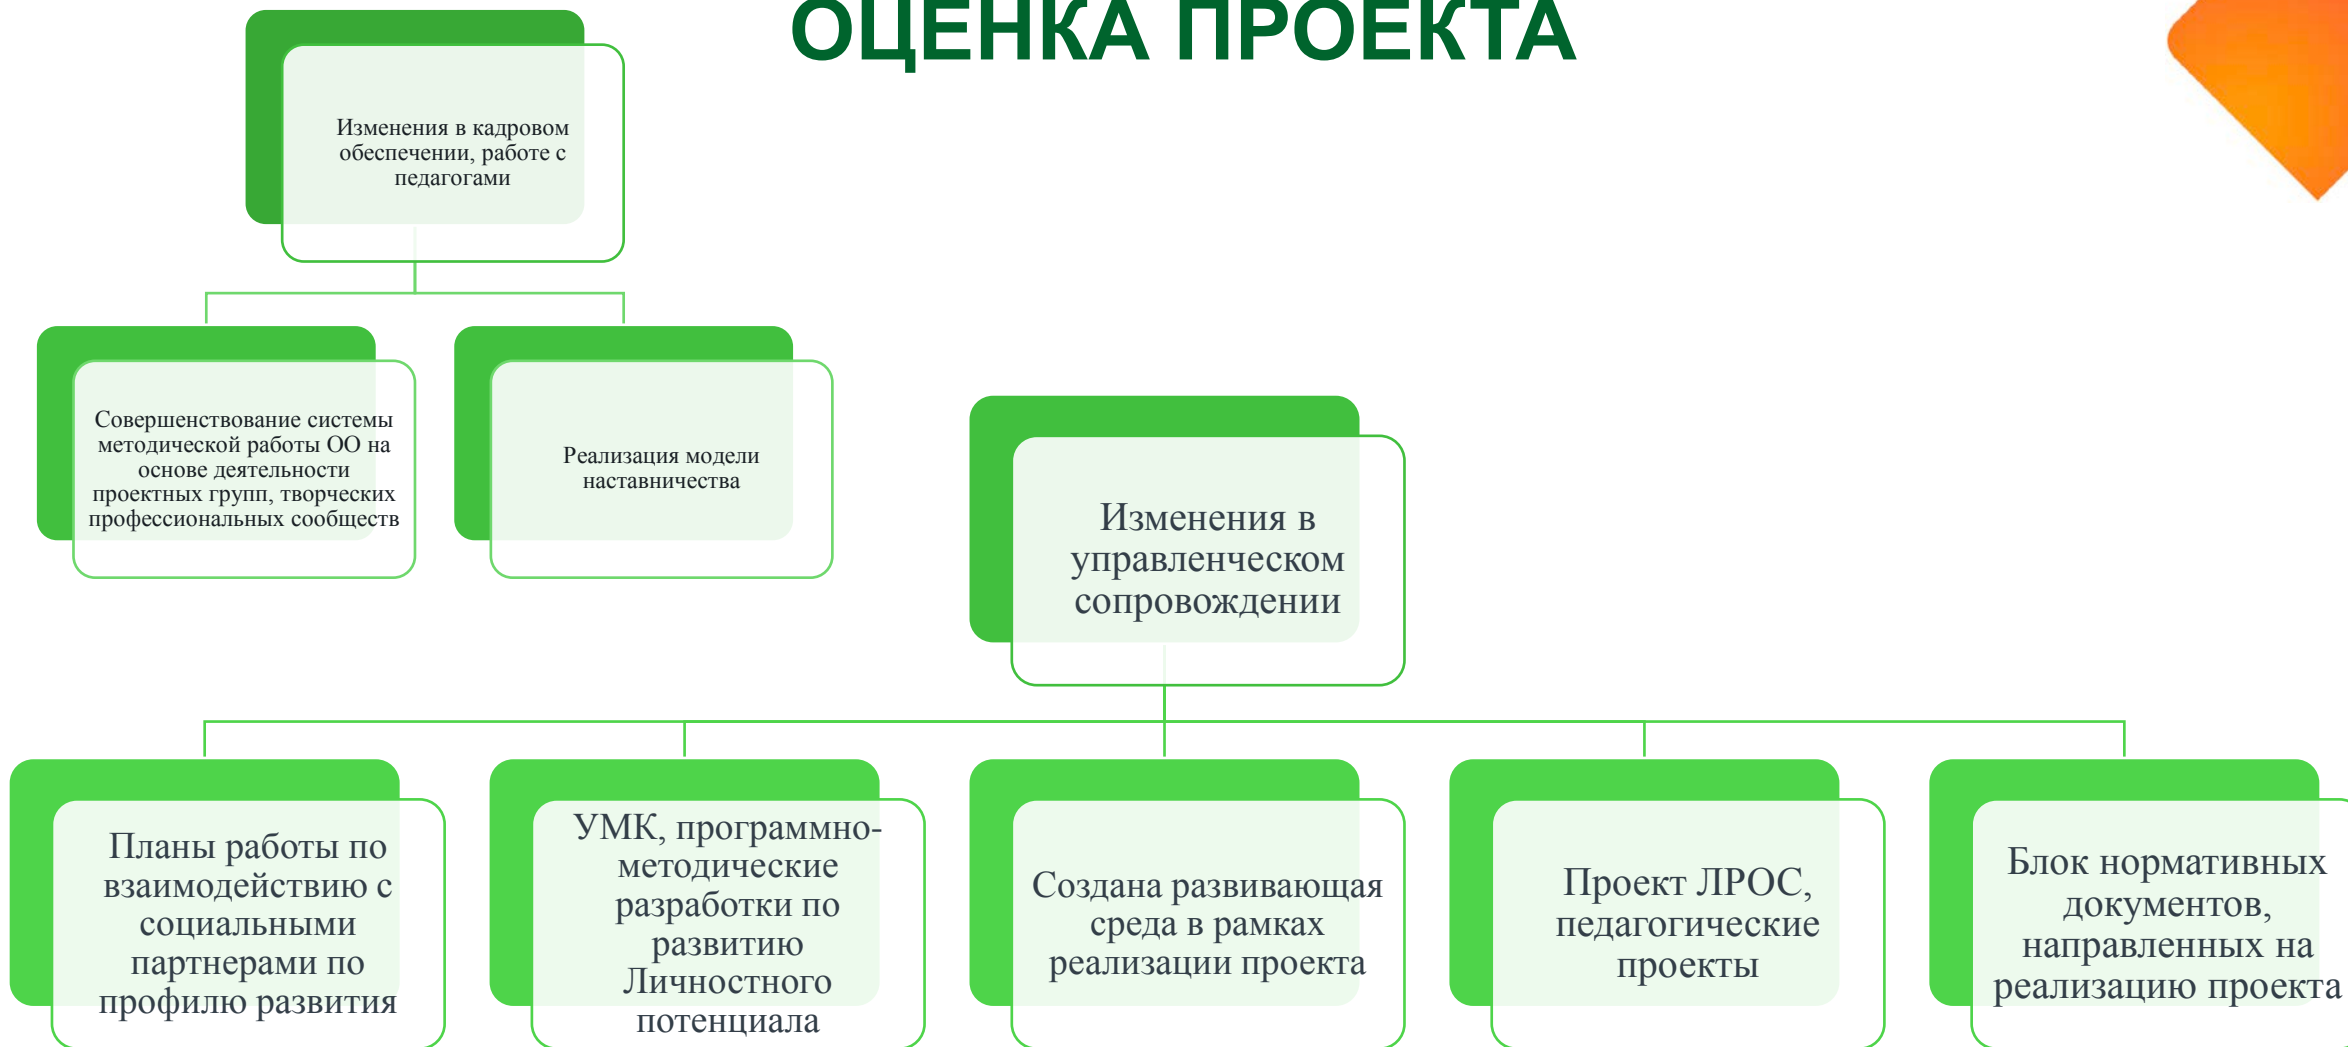 ОЦЕНКА ПРОЕКТА
Изменения в кадровом
обеспечении, работе с
педагогами
Совершенствование системы
методической работы ОО на
основе деятельности
проектных групп, творческих
профессиональных сообществ
Реализация модели
наставничества
Изменения в
управленческом
сопровождении
Планы работы по
взаимодействию с
социальными
партнерами по
профилю развития
УМК, программно-
методические
разработки по
развитию
Личностного
потенциала
Создана развивающая
среда в рамках
реализации проекта
Проект ЛРОС,
педагогические
проекты
Блок нормативных
документов,
направленных на
реализацию проекта